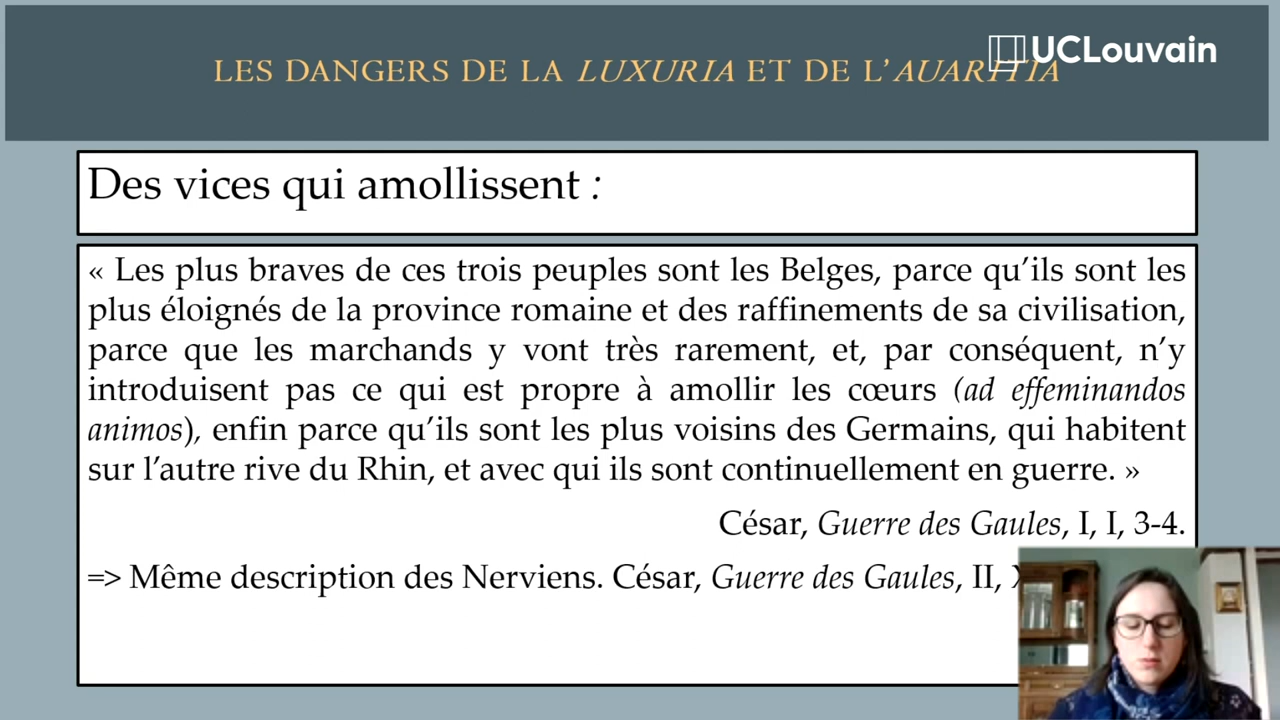 UCLouvain
LES DANGERS DE LA LUXURIA ET DE L'AUARITIA
Des vices qui amollissent :
« Les plus braves de ces trois peuples sont les Belges, parce qu'ils sont les
plus éloignés de la province romaine et des raffinements de sa civilisation,
parce que les marchands y vont très rarement, et, par conséquent, n'y
introduisent pas ce qui est propre à amollir les cœurs (ad effeminandos
animos), enfin parce qu'ils sont les plus voisins des Germains, qui habitent
sur l'autre rive du Rhin, et avec qui ils sont continuellement en guerre. »
César, Guerre des Gaules, I, I, 3-4.
=> Même description des Nerviens. César, Guerre des Gaules, II,